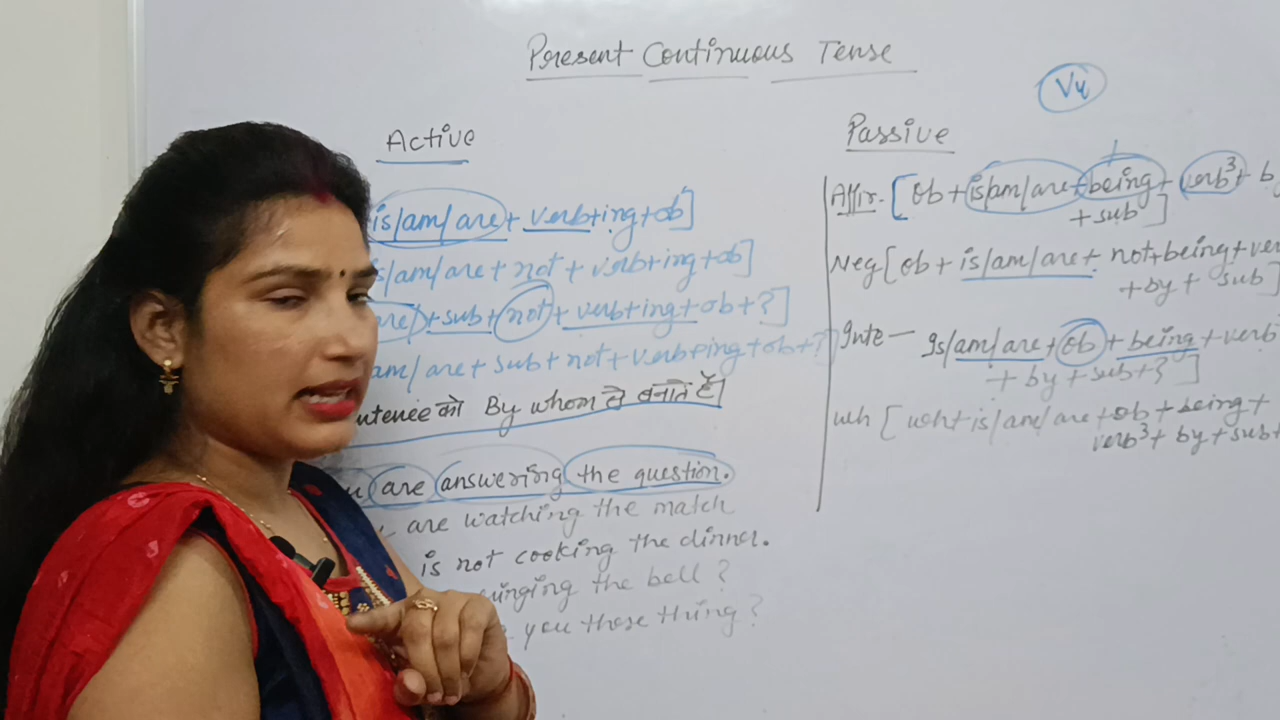 Present Continuous Tense
V4
Active
Passive
is/am/are + verb+ing+ob]
/am/are + not + verb+ing+ob]
are) + sub + not + verb+ing + ob + ?]
am/are + sub + not + verb+ing + ob + ?]
को By whom से बनाते हैं।
are answering the question.
are watching the match
is not cooking the dinner.
the bell ?
you those thing ?
Affir. [ob + is/am/are + being + verb³ + b
+ sub]
Neg [ob + is/am/are + not + being + ver
+ by + sub]
Inte — Is/am/are + ob + being + verb
+ by + sub + ? ]
wh [wh + is/am/are + ob + being +
verb³ + by + sub +